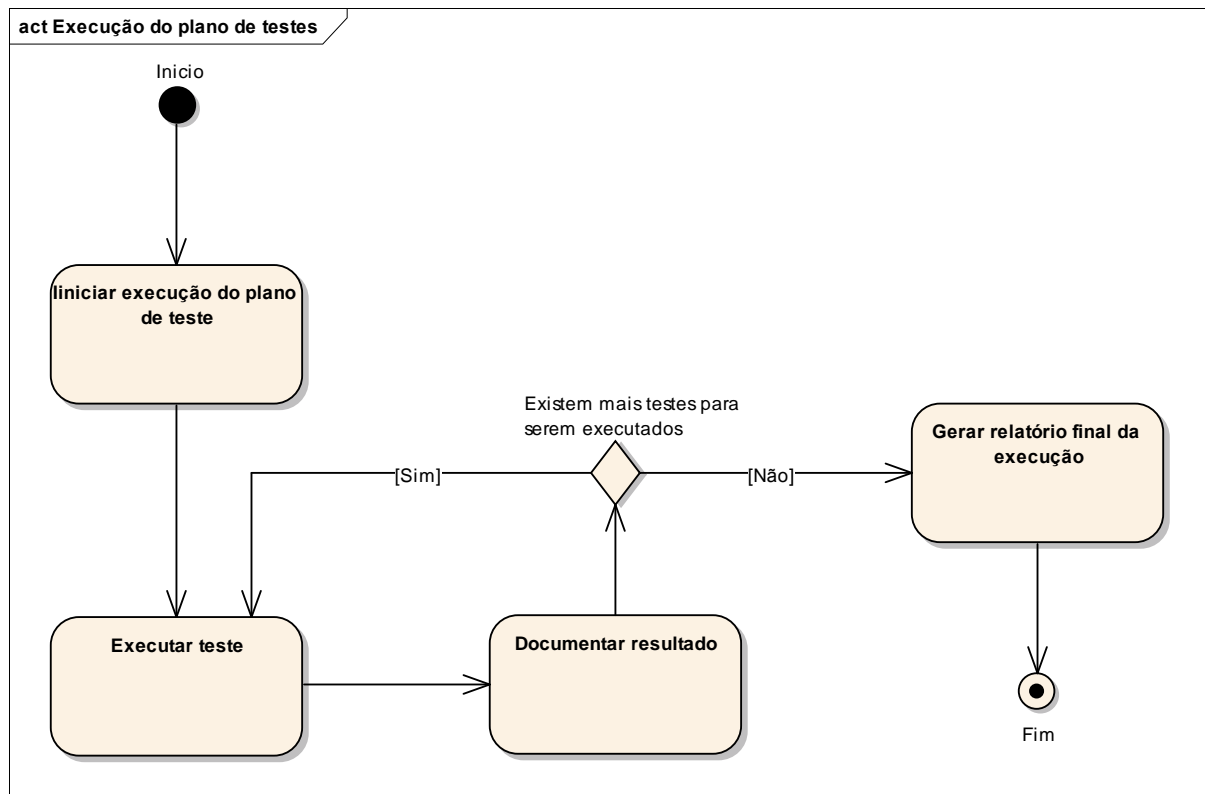 act Execução do plano de testes
Inicio
Iiniciar execução do plano
de teste
Existem mais testes para
serem executados
[Sim]
[Não]
Gerar relatório final da
execução
Executar teste
Documentar resultado
Fim